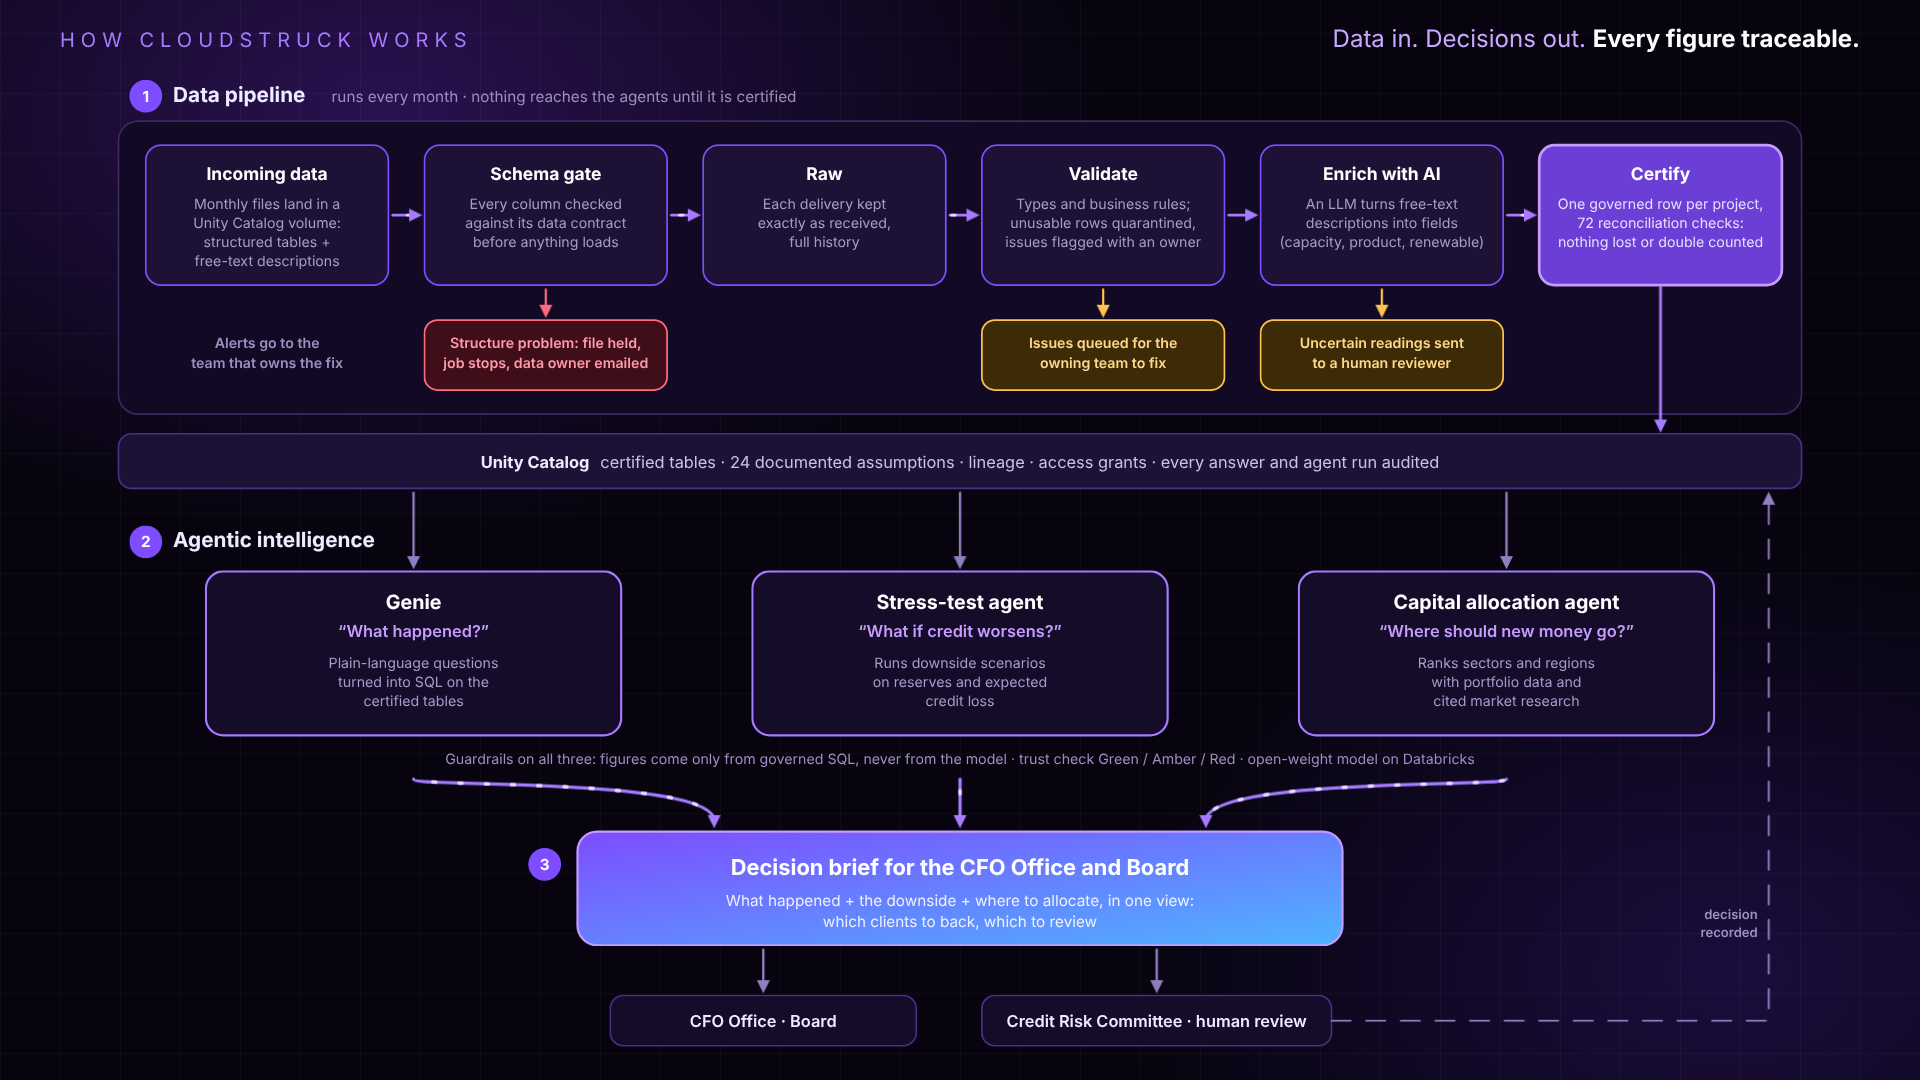 HOW CLOUDSTRUCK WORKS
Data in. Decisions out. Every figure traceable.
1 Data pipeline runs every month · nothing reaches the agents until it is certified
Incoming data
Monthly files land in a
Unity Catalog volume:
structured tables +
free-text descriptions
Schema gate
Every column checked
against its data contract
before anything loads
Raw
Each delivery kept
exactly as received,
full history
Validate
Types and business rules;
unusable rows quarantined,
issues flagged with an owner
Enrich with AI
An LLM turns free-text
descriptions into fields
(capacity, product, renewable)
Certify
One governed row per project,
72 reconciliation checks:
nothing lost or double counted
Alerts go to the
team that owns the fix
Structure problem: file held,
job stops, data owner emailed
Issues queued for the
owning team to fix
Uncertain readings sent
to a human reviewer
Unity Catalog certified tables · 24 documented assumptions · lineage · access grants · every answer and agent run audited
2 Agentic intelligence
Genie
“What happened?”
Plain-language questions
turned into SQL on the
certified tables
Stress-test agent
“What if credit worsens?”
Runs downside scenarios
on reserves and expected
credit loss
Capital allocation agent
“Where should new money go?”
Ranks sectors and regions
with portfolio data and
cited market research
Guardrails on all three: figures come only from governed SQL, never from the model · trust check Green / Amber / Red · open-weight model on Databricks
3
Decision brief for the CFO Office and Board
What happened + the downside + where to allocate, in one view:
which clients to back, which to review
decision
recorded
CFO Office · Board
Credit Risk Committee · human review